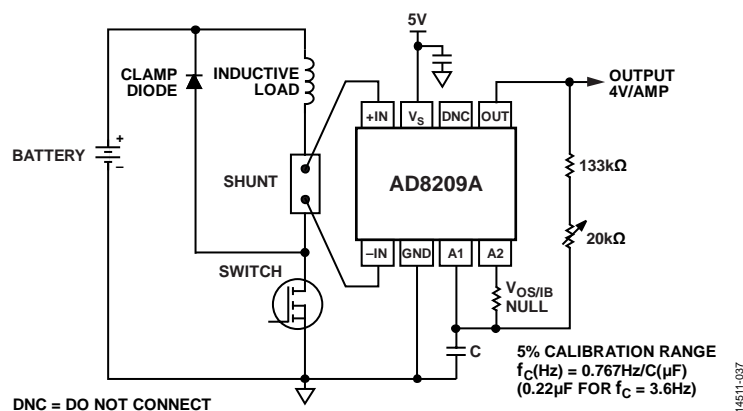 5V
CLAMP
DIODE
INDUCTIVE
LOAD
OUTPUT
4V/AMP
+IN
VS
DNC
OUT
BATTERY
+
–
SHUNT
AD8209A
133kΩ
20kΩ
–IN
GND
A1
A2
SWITCH
VOS/IB
NULL
C
5% CALIBRATION RANGE
fC(Hz) = 0.767Hz/C(µF)
(0.22µF FOR fC = 3.6Hz)
DNC = DO NOT CONNECT
14511-037